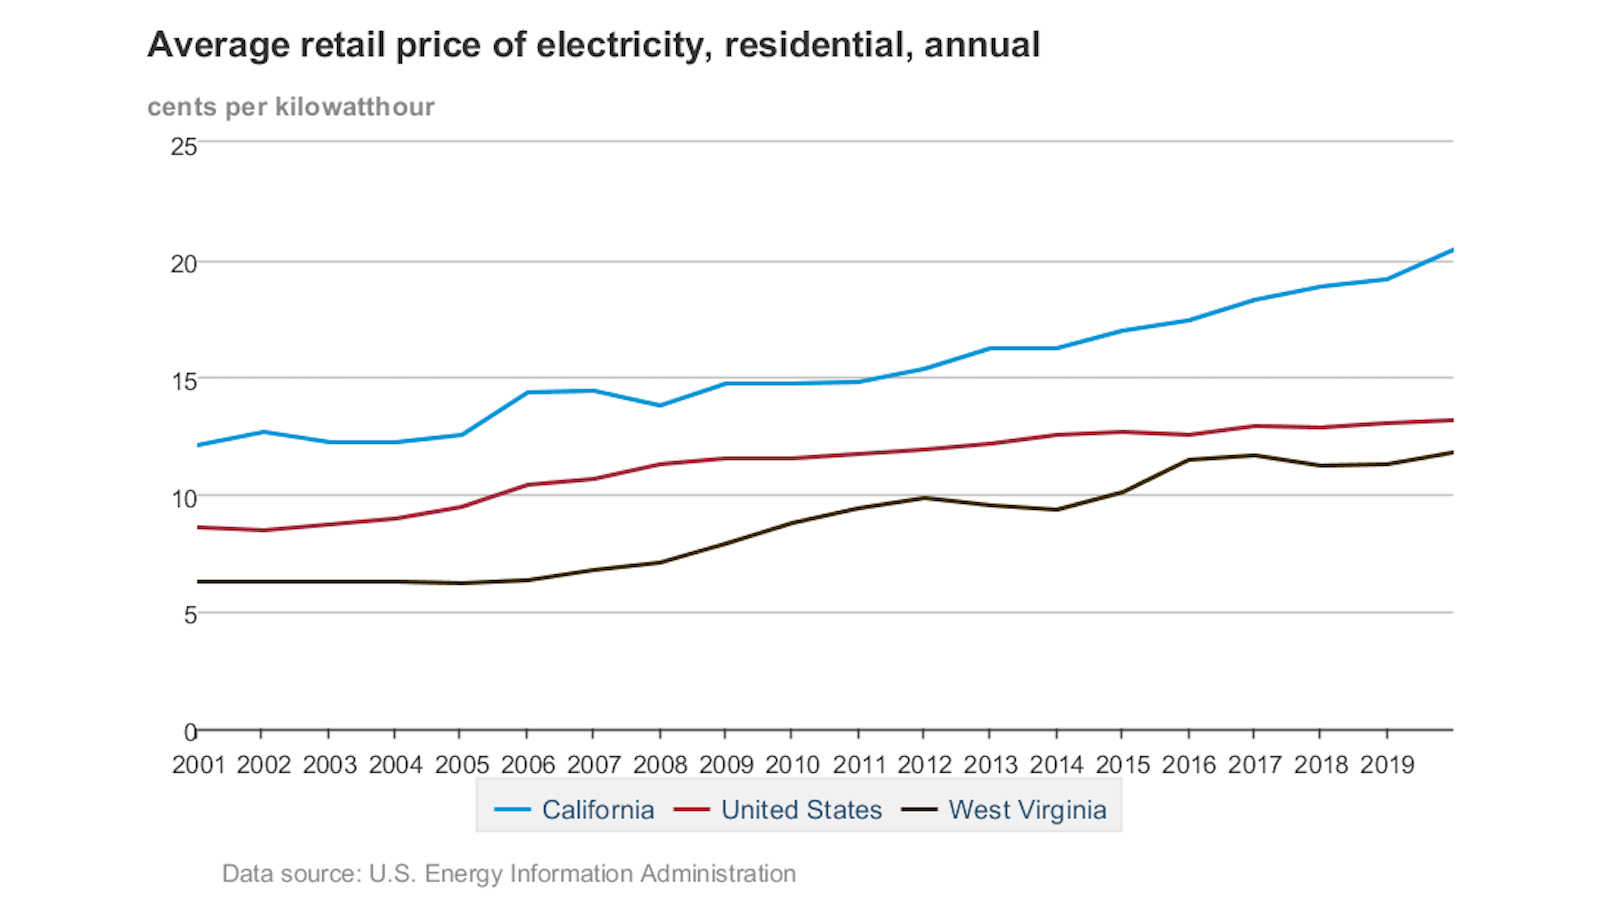 Average retail price of electricity, residential, annual
cents per kilowatthour
25
20
15
10
5
0
2001 2002 2003 2004 2005 2006 2007 2008 2009 2010 2011 2012 2013 2014 2015 2016 2017 2018 2019
California United States West Virginia
Data source: U.S. Energy Information Administration